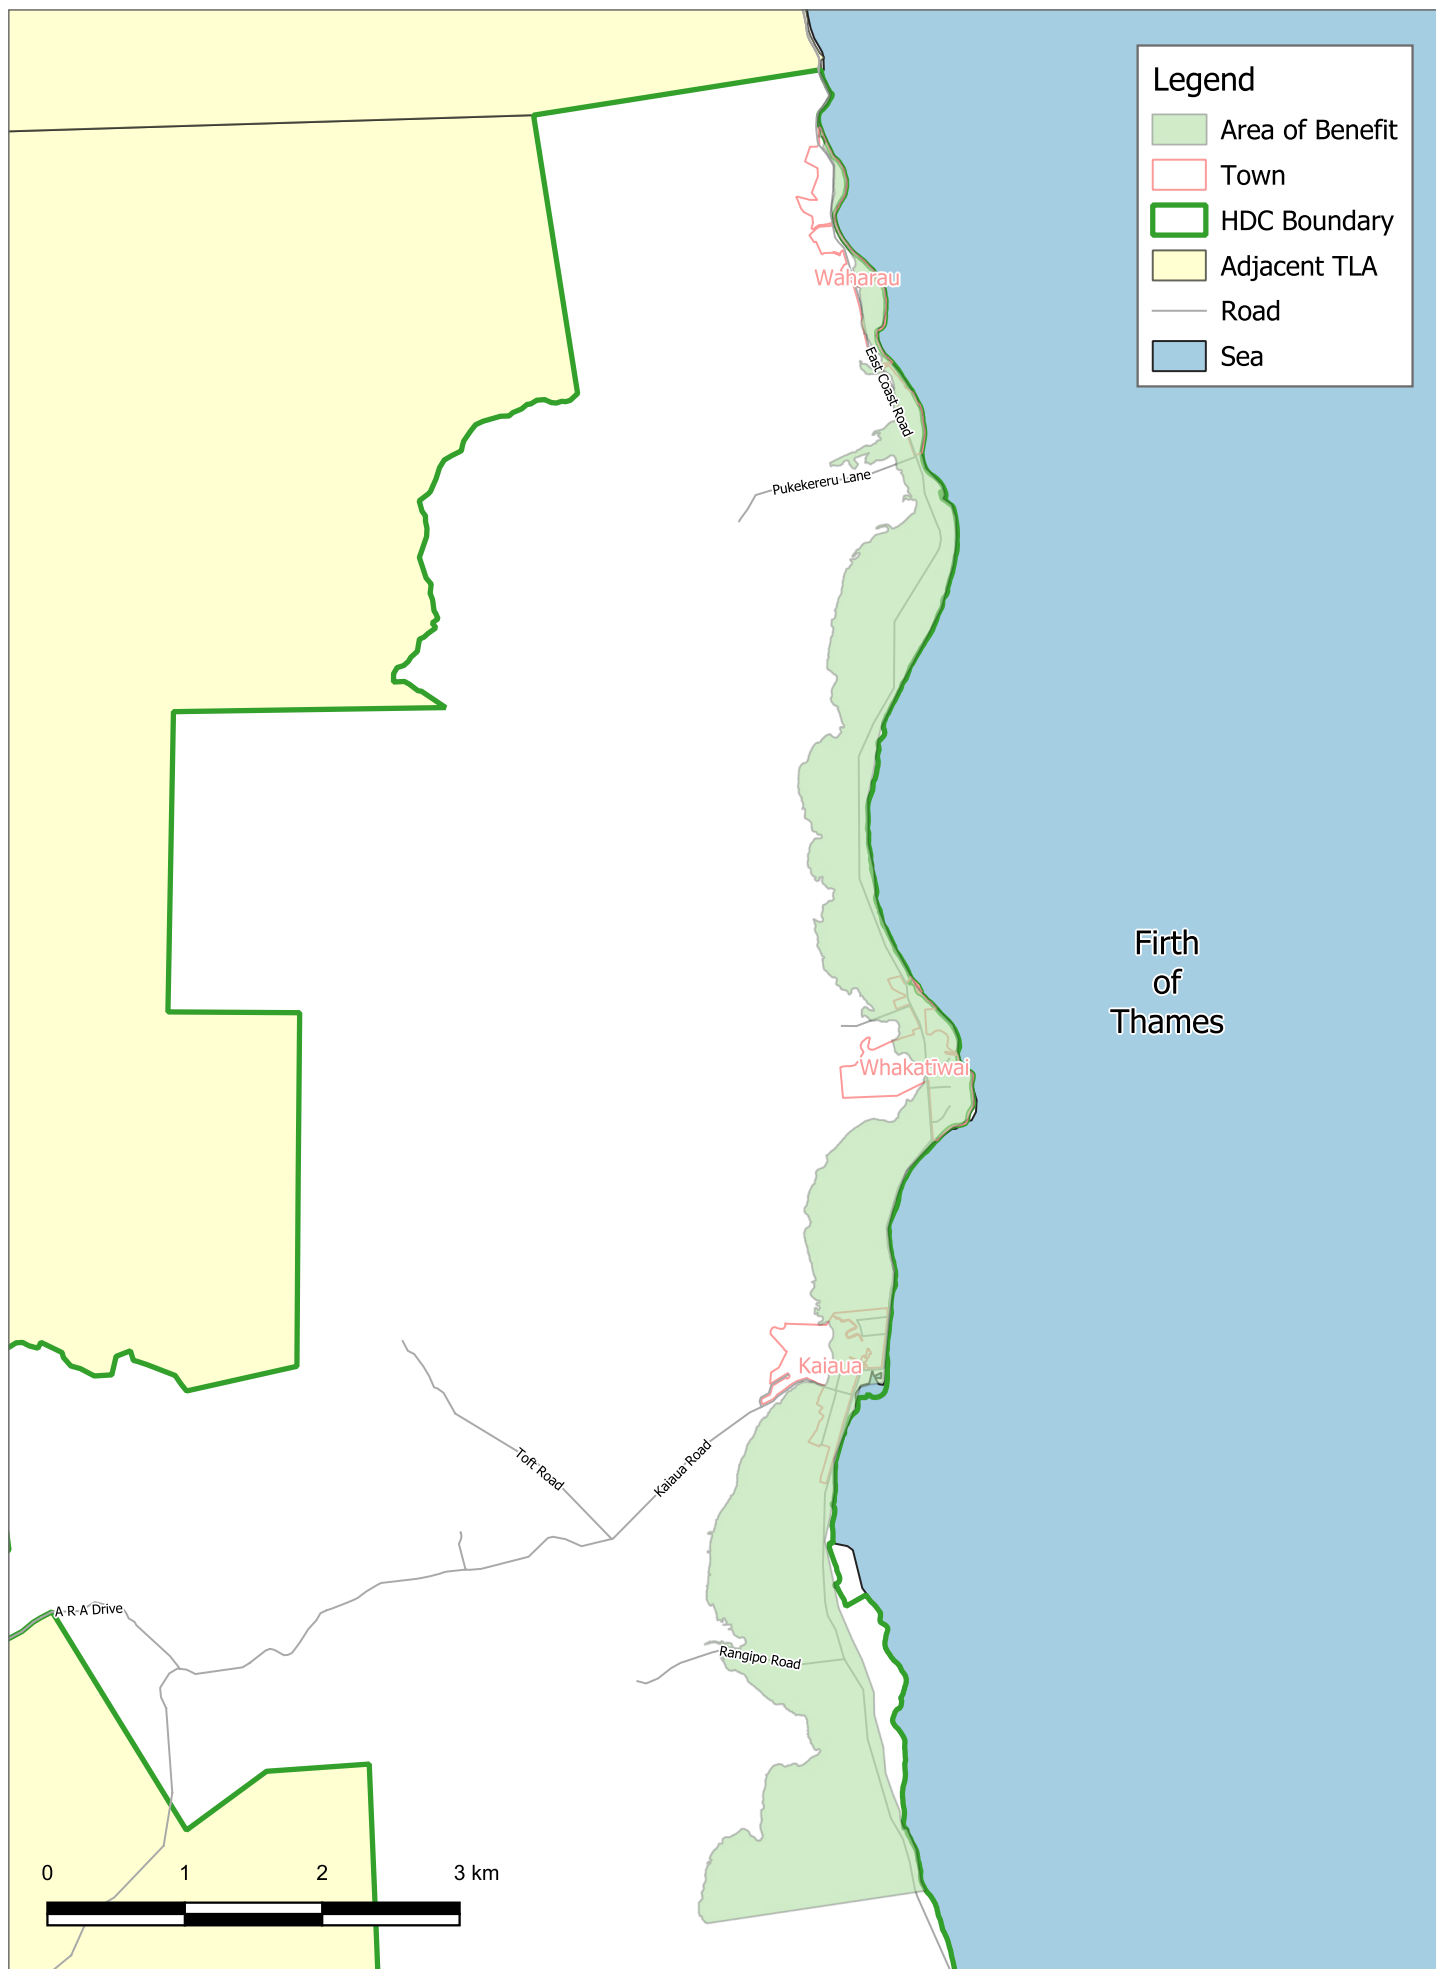 Legend
Area of Benefit
Town
HDC Boundary
Adjacent TLA
Road
Sea
Waharau
East Coast Road
Pukekereru Lane
Firth
of
Thames
Whakatīwai
Kaiaua
Toft Road
Kaiaua Road
A R A Drive
Rangipo Road
0 1 2 3 km